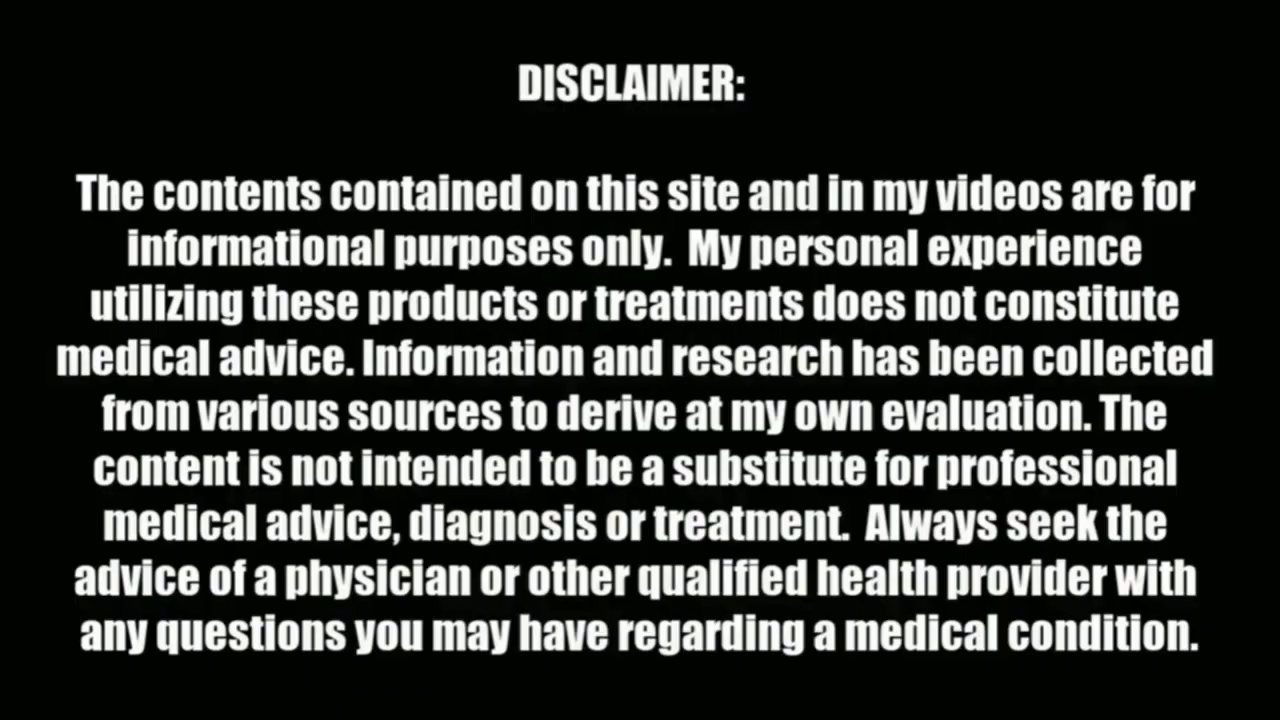 DISCLAIMER:
The contents contained on this site and in my videos are for
informational purposes only.  My personal experience
utilizing these products or treatments does not constitute
medical advice. Information and research has been collected
from various sources to derive at my own evaluation. The
content is not intended to be a substitute for professional
medical advice, diagnosis or treatment.  Always seek the
advice of a physician or other qualified health provider with
any questions you may have regarding a medical condition.